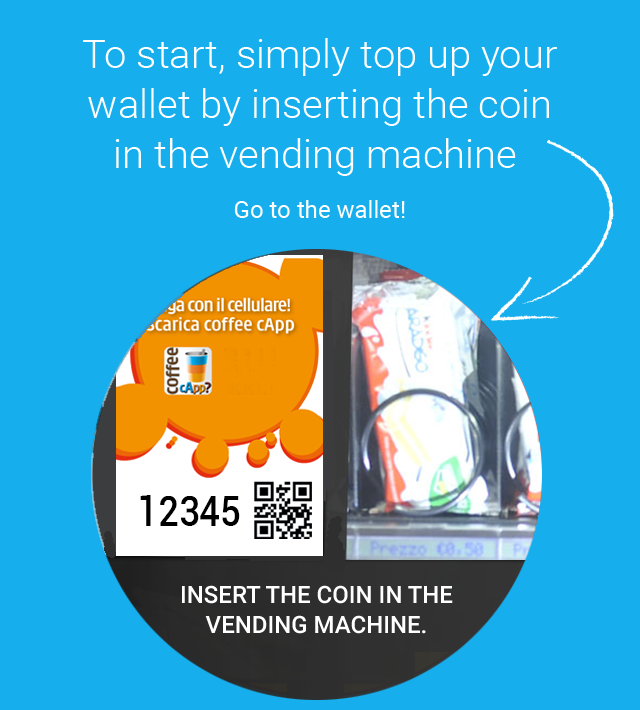 To start, simply top up your
wallet by inserting the coin
in the vending machine
Go to the wallet!
ga con il cellulare!
scarica coffee cApp
coffee
cApp?
12345
Prezzo €0,50
Pr
INSERT THE COIN IN THE
VENDING MACHINE.